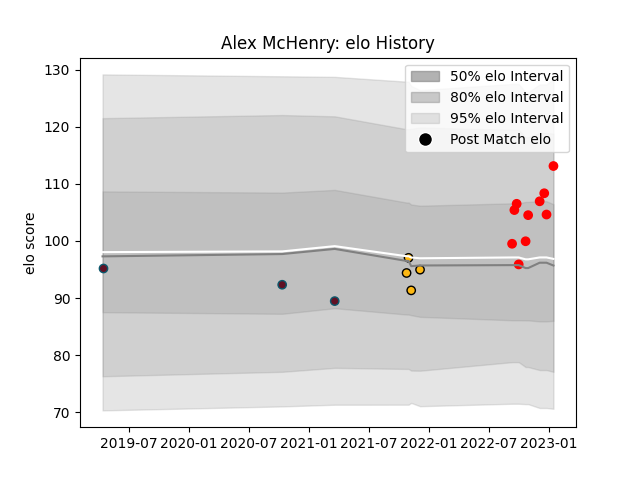 Alex McHenry: elo History
130
120
110
100
90
80
70
elo score
50% elo Interval
80% elo Interval
95% elo Interval
Post Match elo
2019-07 2020-01 2020-07 2021-01 2021-07 2022-01 2022-07 2023-01